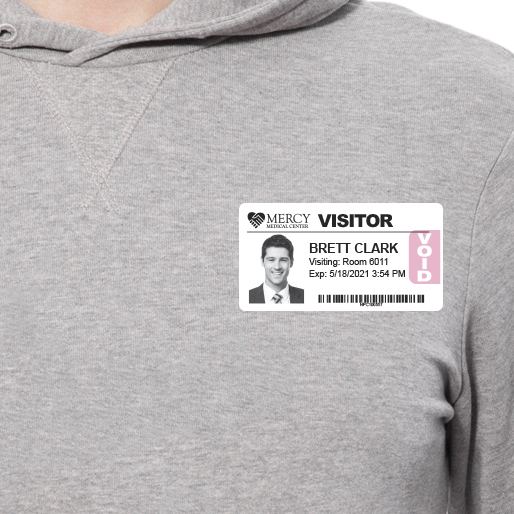 MERCY
MEDICAL CENTER
VISITOR
BRETT CLARK
Visiting: Room 6011
Exp: 5/18/2021 3:54 PM
VOID